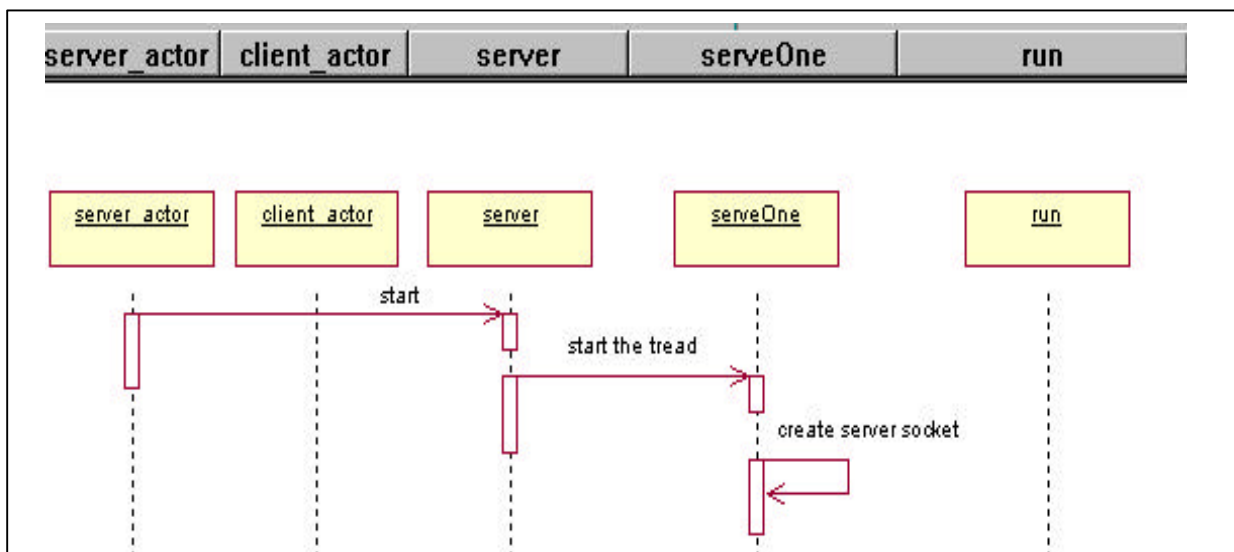 server_actor client_actor server serveOne run
server_actor client_actor server serveOne run
start
start the tread
create server socket